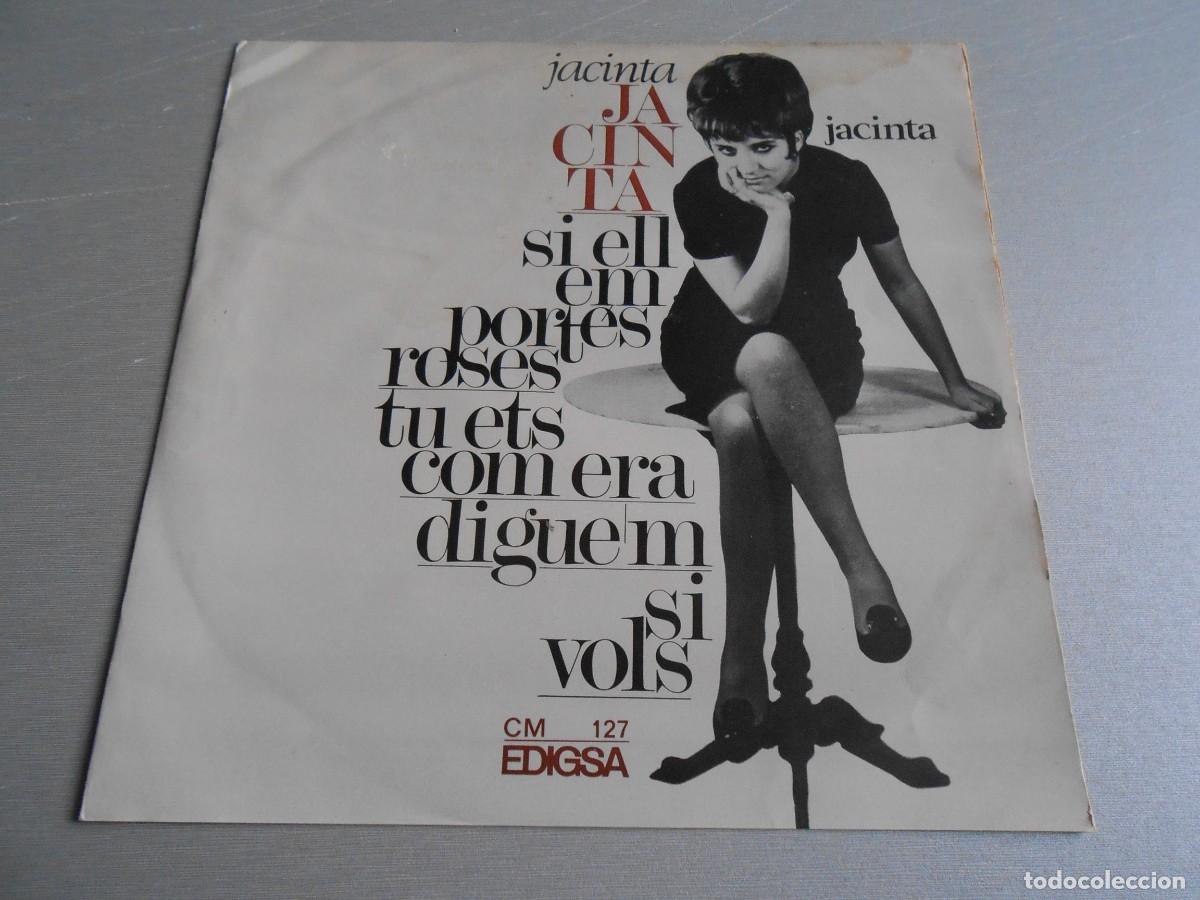 jacinta
JA
CIN
TA
si ell
em
portés
roses
tu ets
com era
digue'm
si
vols
jacinta
CM 127
EDIGSA
todocoleccion